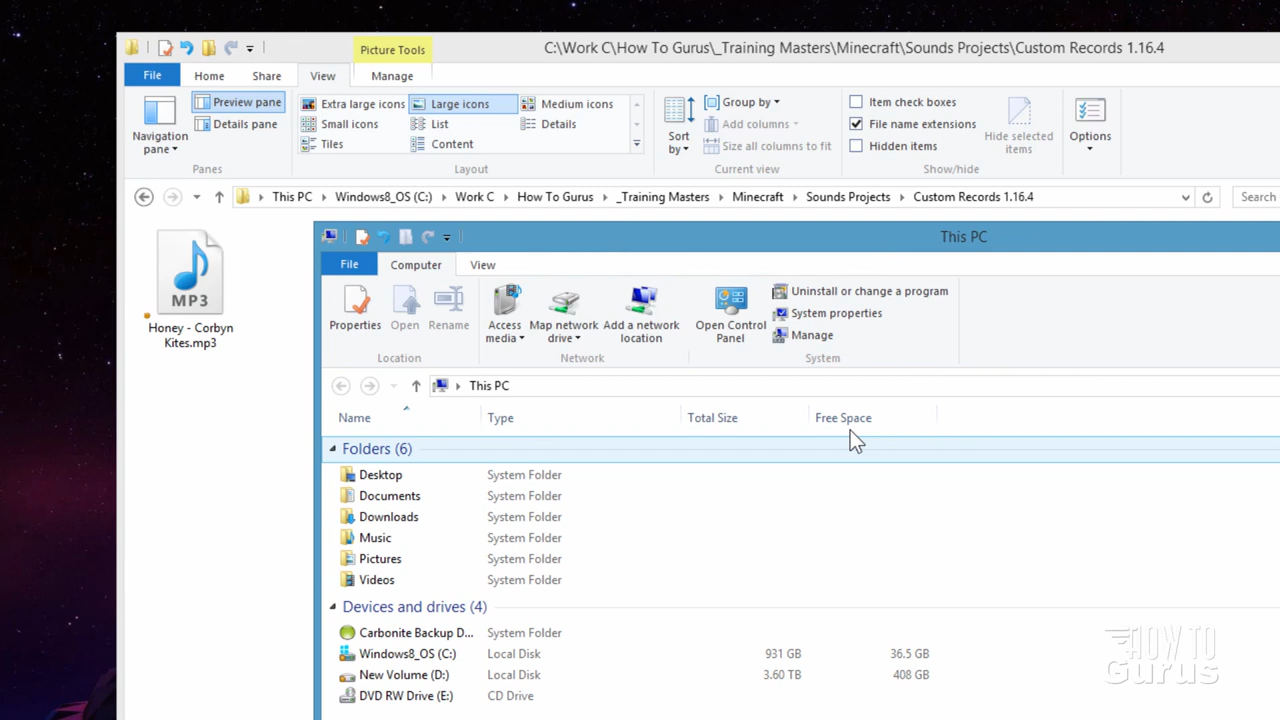 Picture Tools
C:\Work C\How To Gurus\_Training Masters\Minecraft\Sounds Projects\Custom Records 1.16.4
File Home Share View Manage
Navigation pane
Preview pane
Details pane
Panes
Extra large icons Large icons Medium icons
Small icons List Details
Tiles Content
Layout
Sort by
Group by
Add columns
Size all columns to fit
Current view
Item check boxes
File name extensions
Hidden items
Hide selected items
Show/hide
Options
This PC Windows8_OS (C:) Work C How To Gurus _Training Masters Minecraft Sounds Projects Custom Records 1.16.4
Search
MP3
Honey - Corbyn
Kites.mp3
This PC
File Computer View
Properties Open Rename
Location
Access media
Map network drive
Add a network location
Network
Open Control Panel
Uninstall or change a program
System properties
Manage
System
This PC
Name Type Total Size Free Space
Folders (6)
Desktop System Folder
Documents System Folder
Downloads System Folder
Music System Folder
Pictures System Folder
Videos System Folder
Devices and drives (4)
Carbonite Backup D... System Folder
Windows8_OS (C:) Local Disk 931 GB 36.5 GB
New Volume (D:) Local Disk 3.60 TB 408 GB
DVD RW Drive (E:) CD Drive
HOW TO
Gurus